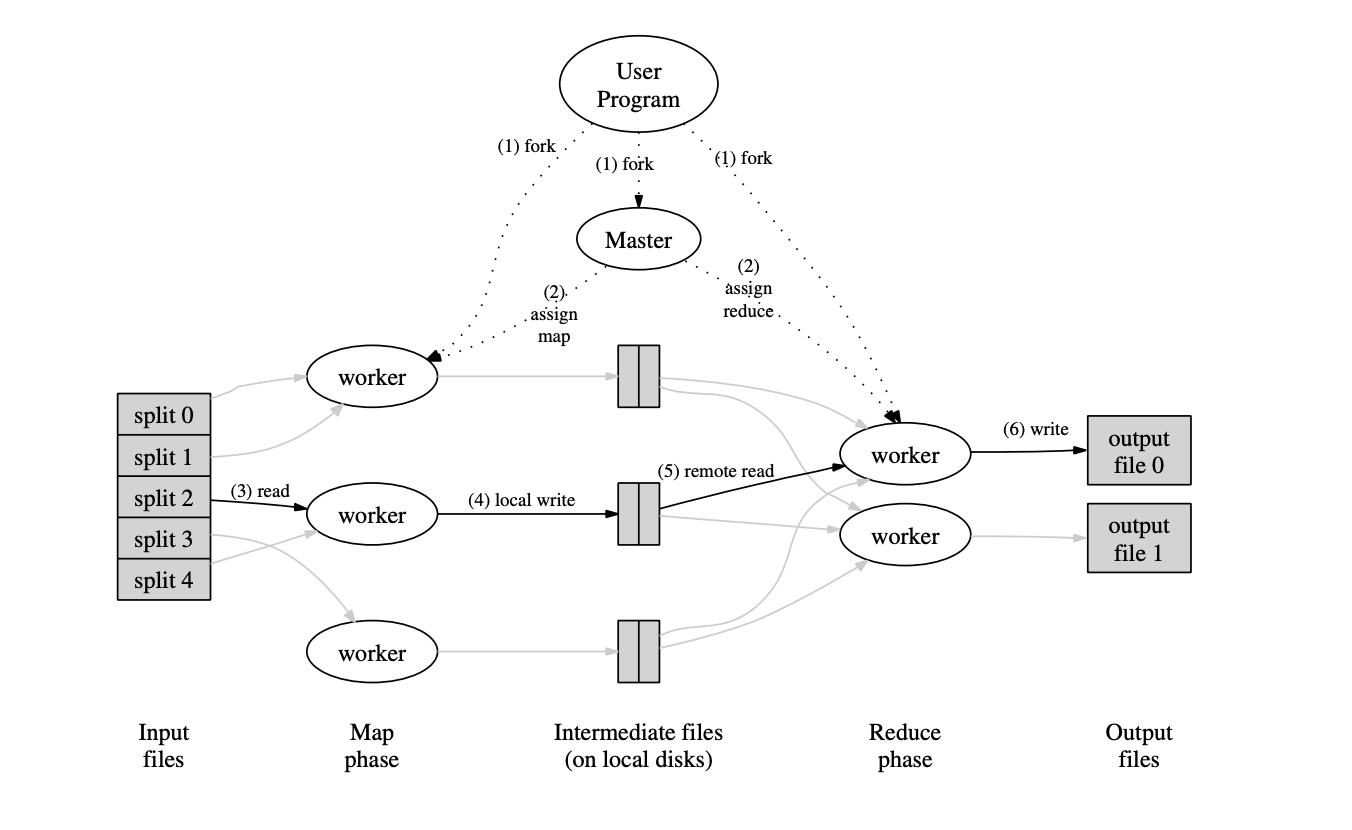 User
Program
(1) fork
(1) fork
(1) fork
Master
(2)
assign
map
(2)
assign
reduce
worker
split 0
split 1
split 2
split 3
split 4
(3) read
worker
(4) local write
worker
(5) remote read
worker
(6) write
output
file 0
worker
output
file 1
Input
files
Map
phase
Intermediate files
(on local disks)
Reduce
phase
Output
files